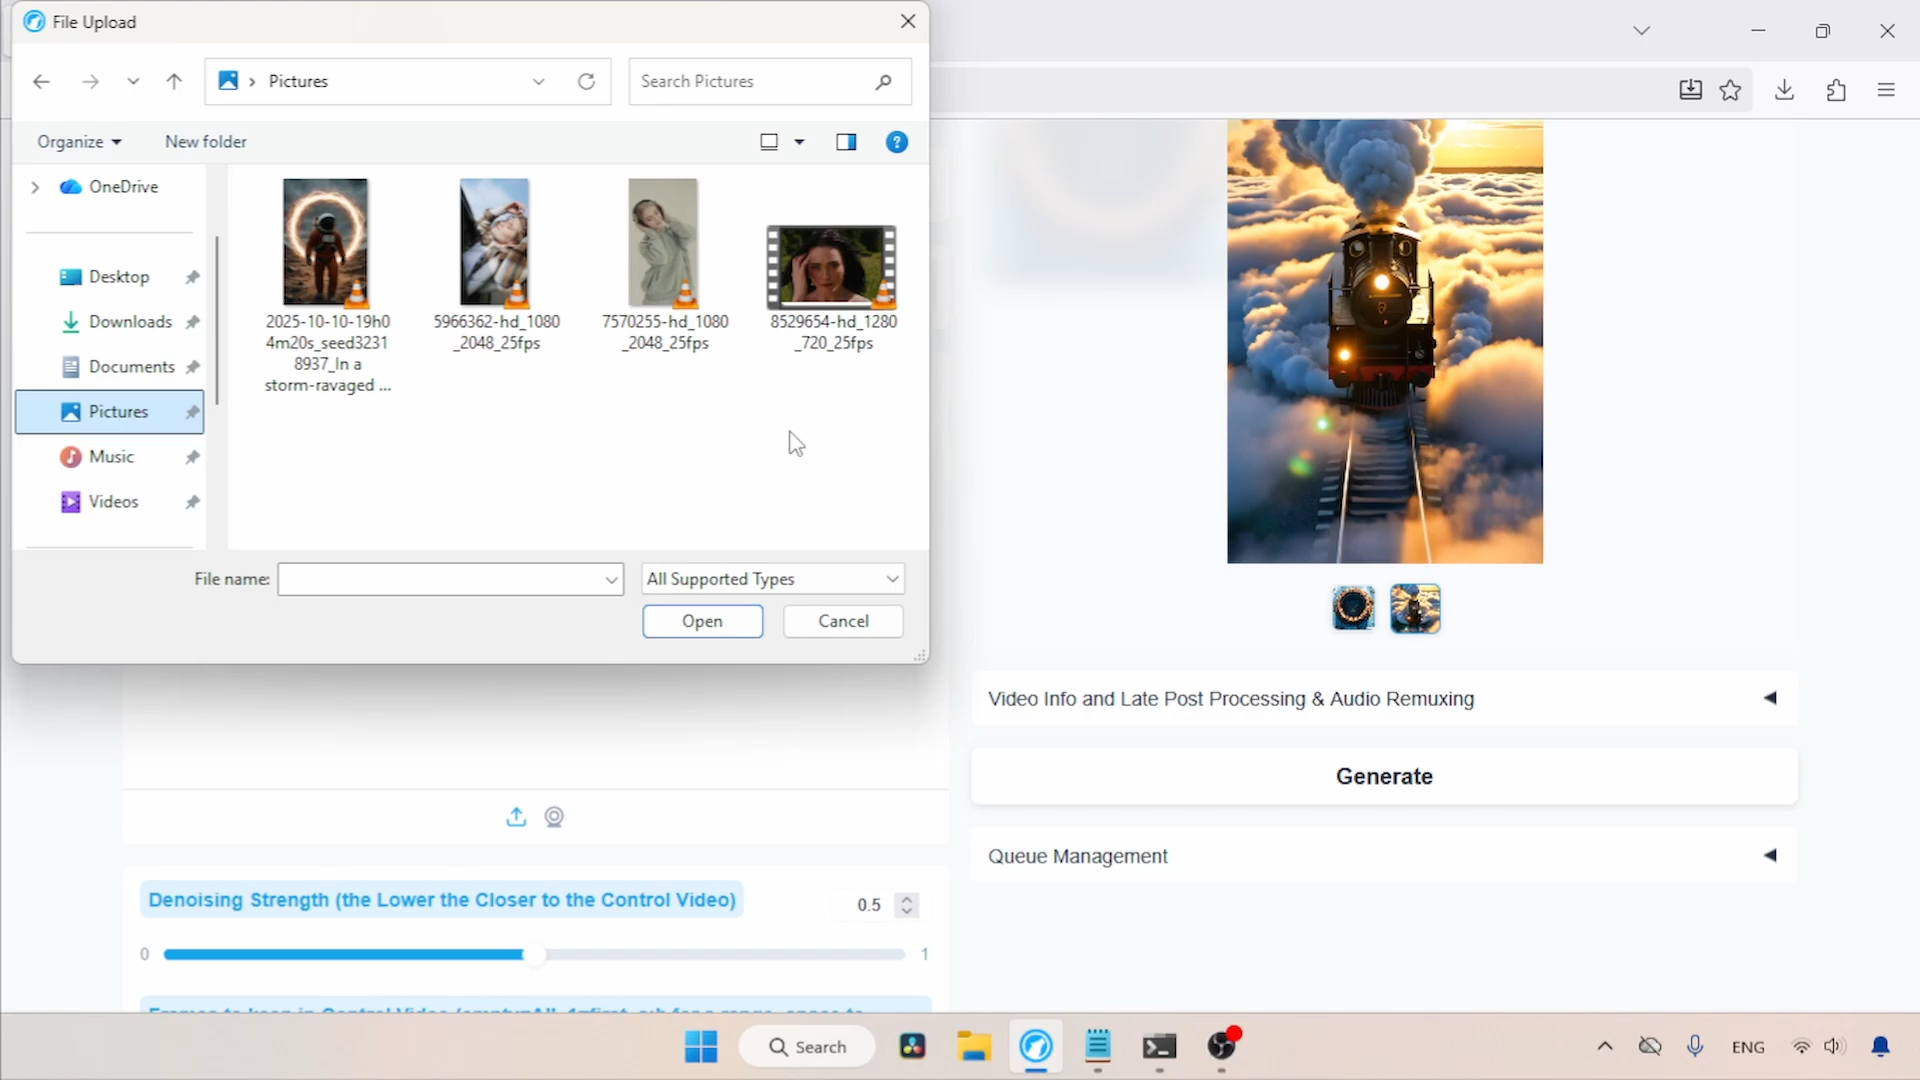 File Upload
Pictures
Search Pictures
Organize
New folder
OneDrive
Desktop
Downloads
Documents
Pictures
Music
Videos
2025-10-10-19h0
4m20s_seed3231
8937_In a
storm-ravaged ...
5966362-hd_1080
_2048_25fps
7570255-hd_1080
_2048_25fps
8529654-hd_1280
_720_25fps
File name:
All Supported Types
Open
Cancel
Video Info and Late Post Processing & Audio Remuxing
Generate
Queue Management
Denoising Strength (the Lower the Closer to the Control Video)
0.5
0
1
Search
ENG